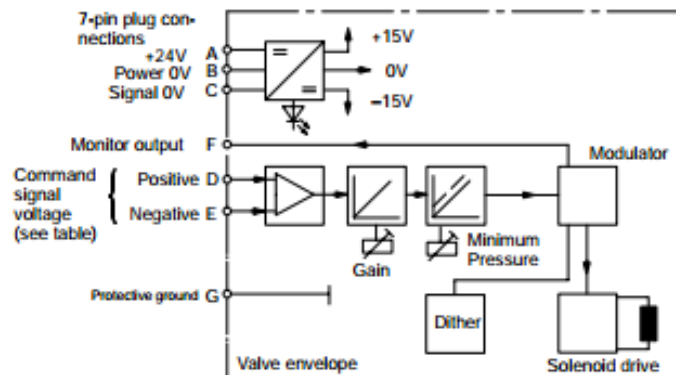 7-pin plug con-
nections
+24V A
Power 0V B
Signal 0V C
+15V
0V
–15V
Monitor output F
Modulator
Command
signal
voltage
(see table)
Positive D
Negative E
Gain
Minimum
Pressure
Protective ground G
Dither
Valve envelope
Solenoid drive